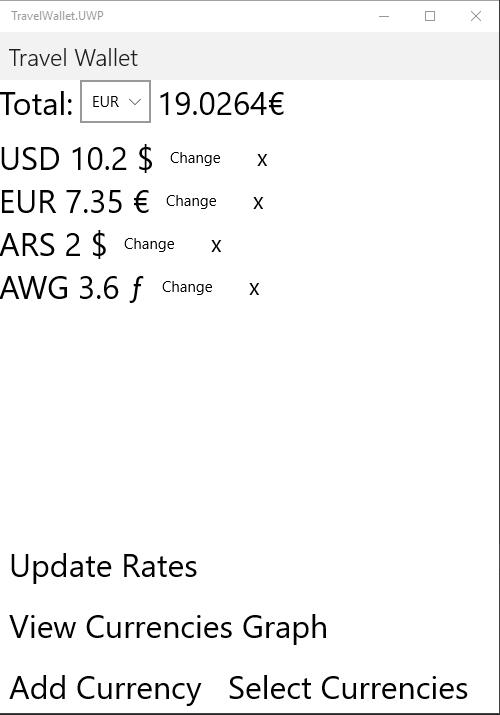 TravelWallet.UWP
Travel Wallet
Total: EUR 19.0264€
USD 10.2 $ Change x
EUR 7.35 € Change x
ARS 2 $ Change x
AWG 3.6 ƒ Change x
Update Rates
View Currencies Graph
Add Currency Select Currencies